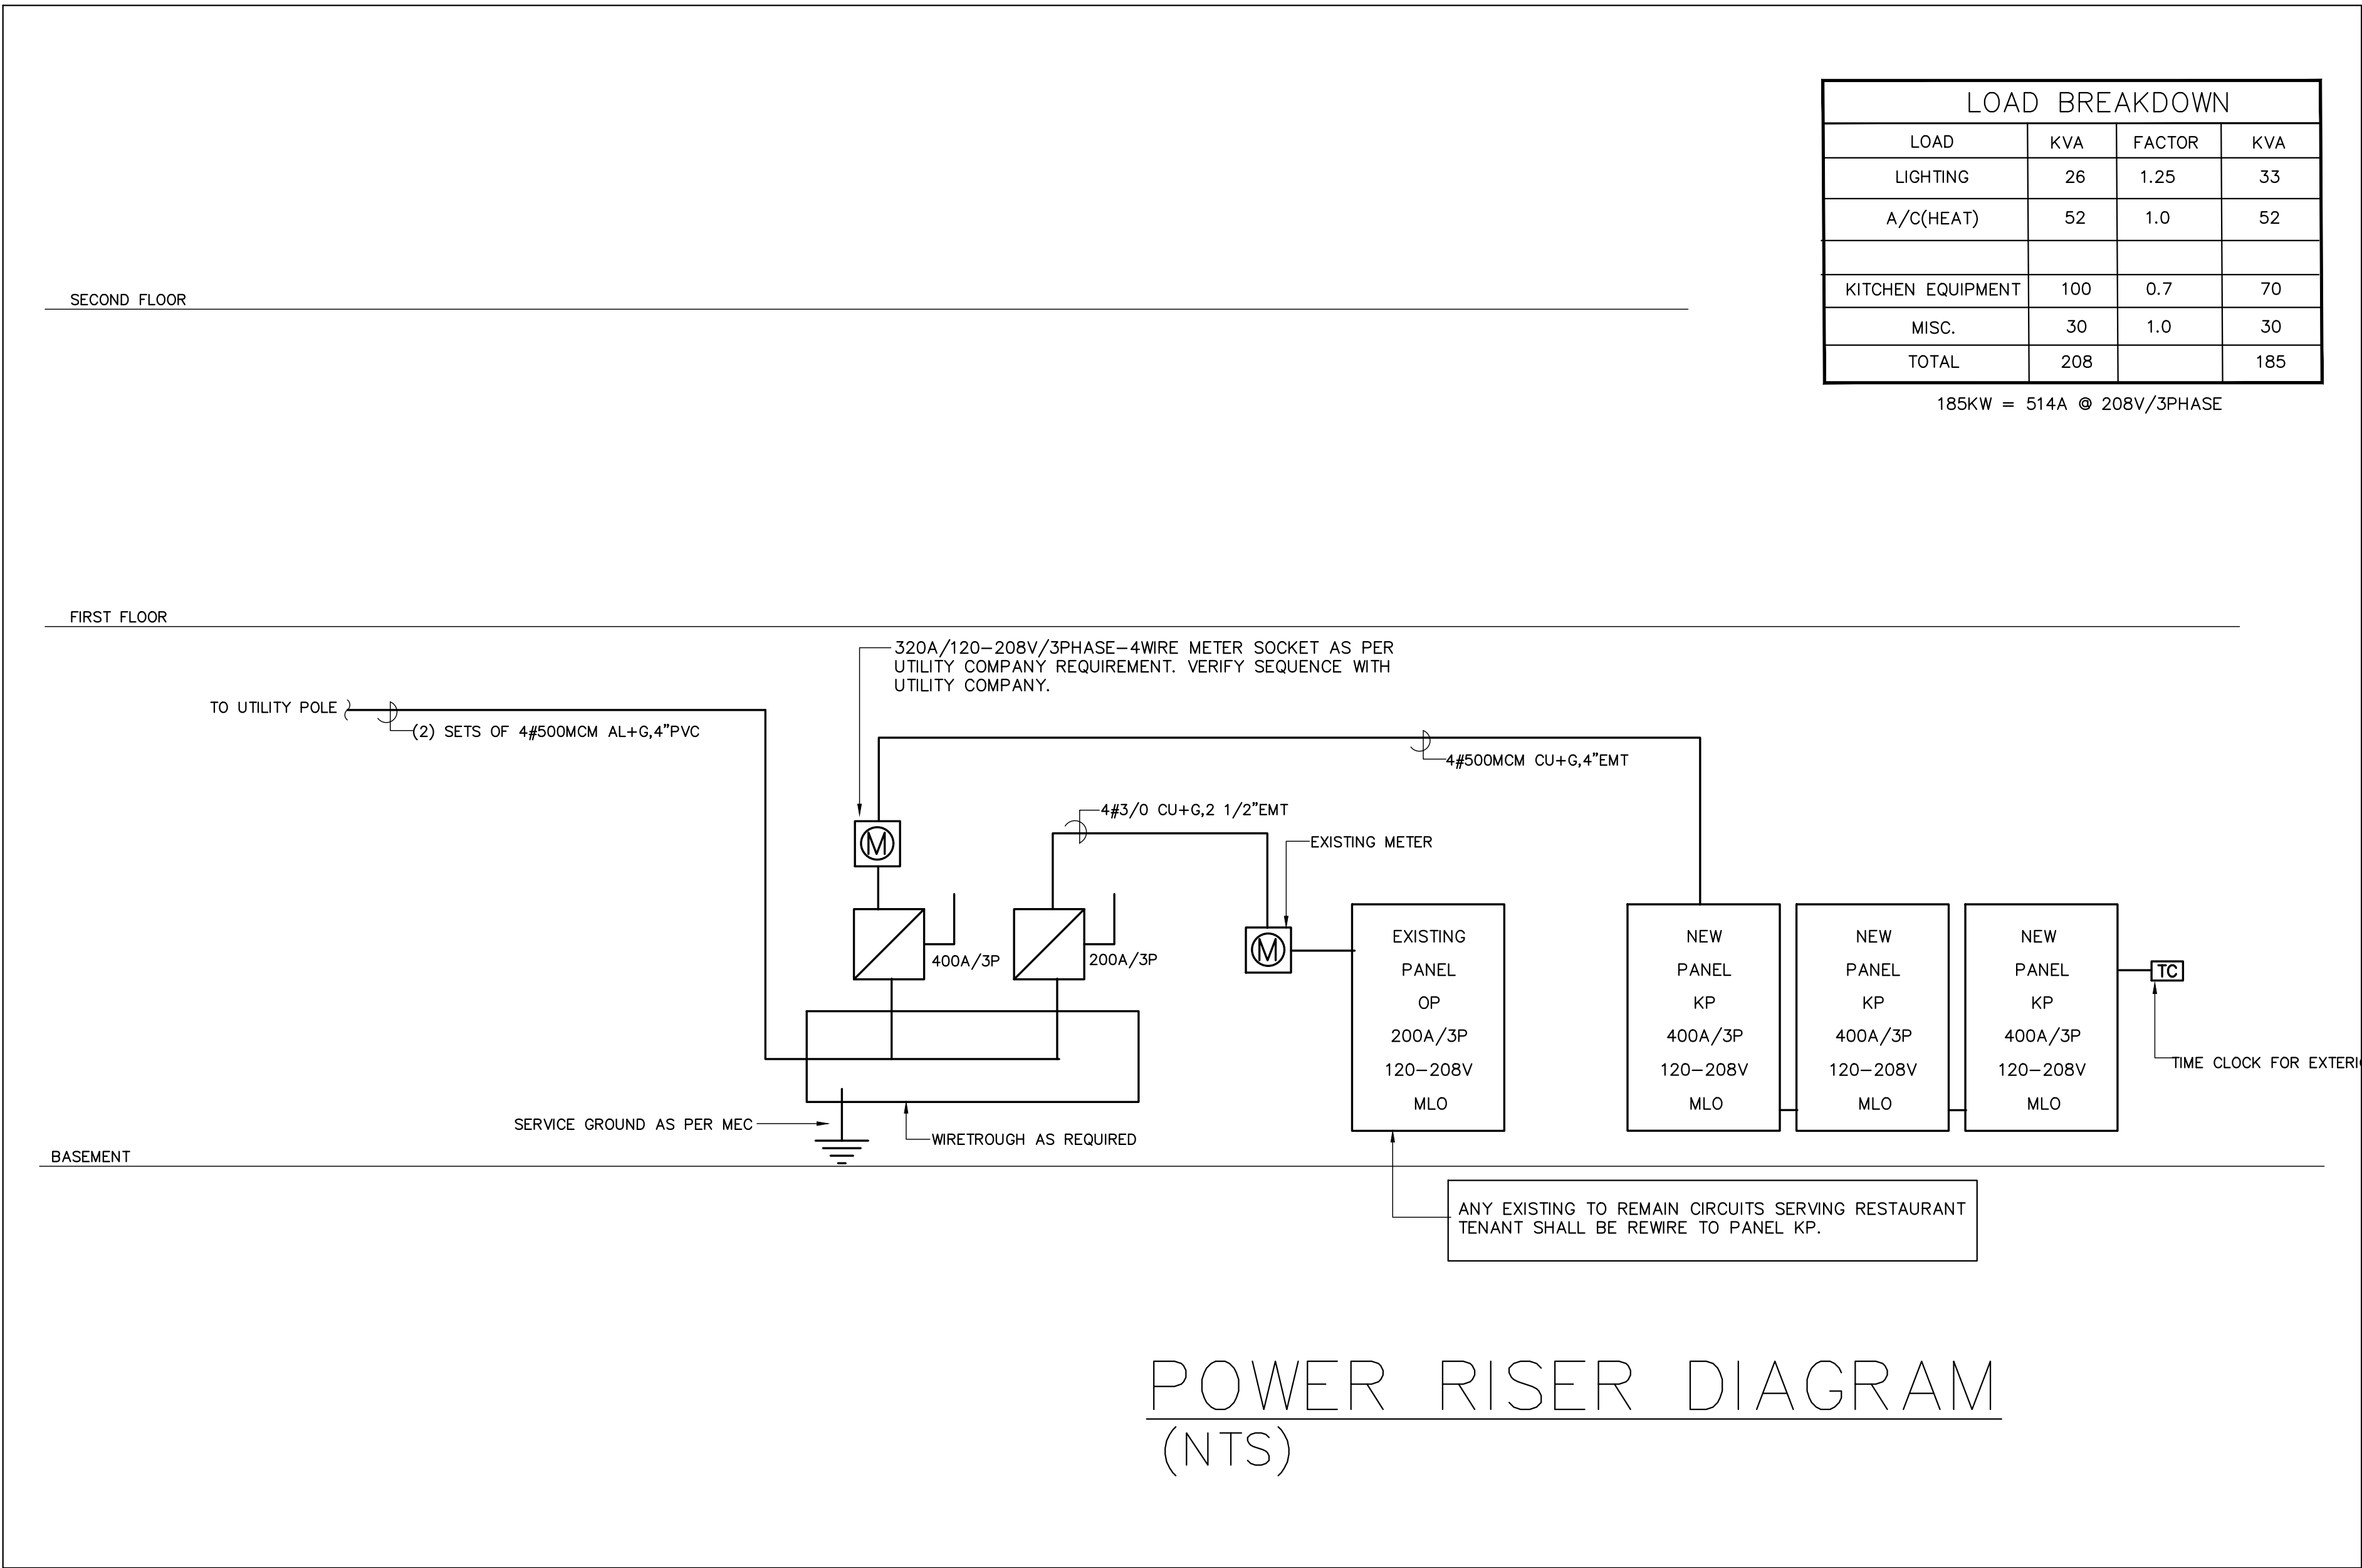 LOAD BREAKDOWN
LOAD KVA FACTOR KVA
LIGHTING 26 1.25 33
A/C(HEAT) 52 1.0 52
KITCHEN EQUIPMENT 100 0.7 70
MISC. 30 1.0 30
TOTAL 208 185
185KW = 514A @ 208V/3PHASE
SECOND FLOOR
FIRST FLOOR
320A/120-208V/3PHASE-4WIRE METER SOCKET AS PER
UTILITY COMPANY REQUIREMENT. VERIFY SEQUENCE WITH
UTILITY COMPANY.
TO UTILITY POLE
(2) SETS OF 4#500MCM AL+G,4"PVC
4#500MCM CU+G,4"EMT
4#3/0 CU+G,2 1/2"EMT
EXISTING METER
M
M
400A/3P
200A/3P
EXISTING
PANEL
OP
200A/3P
120-208V
MLO
NEW
PANEL
KP
400A/3P
120-208V
MLO
NEW
PANEL
KP
400A/3P
120-208V
MLO
NEW
PANEL
KP
400A/3P
120-208V
MLO
TC
TIME CLOCK FOR
SERVICE GROUND AS PER MEC
WIRETROUGH AS REQUIRED
BASEMENT
ANY EXISTING TO REMAIN CIRCUITS SERVING RESTAURANT
TENANT SHALL BE REWIRE TO PANEL KP.
POWER RISER DIAGRAM
(NTS)